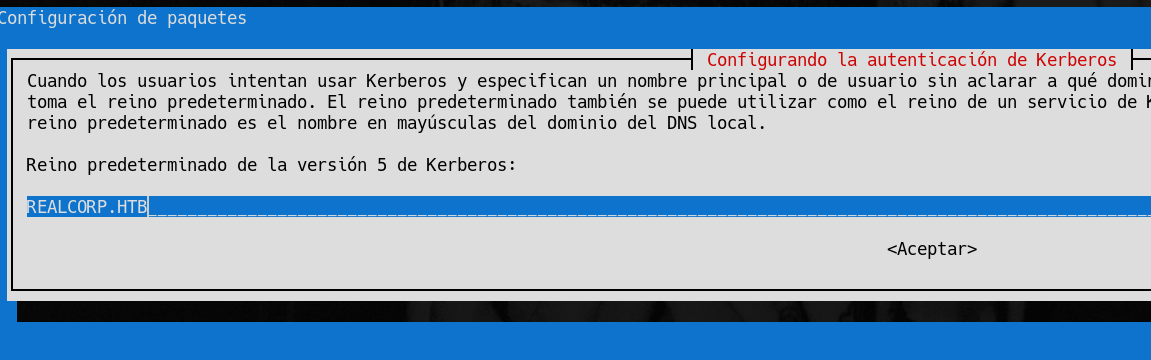 Configuración de paquetes
Configurando la autenticación de Kerberos
Cuando los usuarios intentan usar Kerberos y especifican un nombre principal o de usuario sin aclarar a qué
toma el reino predeterminado. El reino predeterminado también se puede utilizar como el reino de un servicio de
reino predeterminado es el nombre en mayúsculas del dominio del DNS local.
Reino predeterminado de la versión 5 de Kerberos:
REALCORP.HTB
<Aceptar>